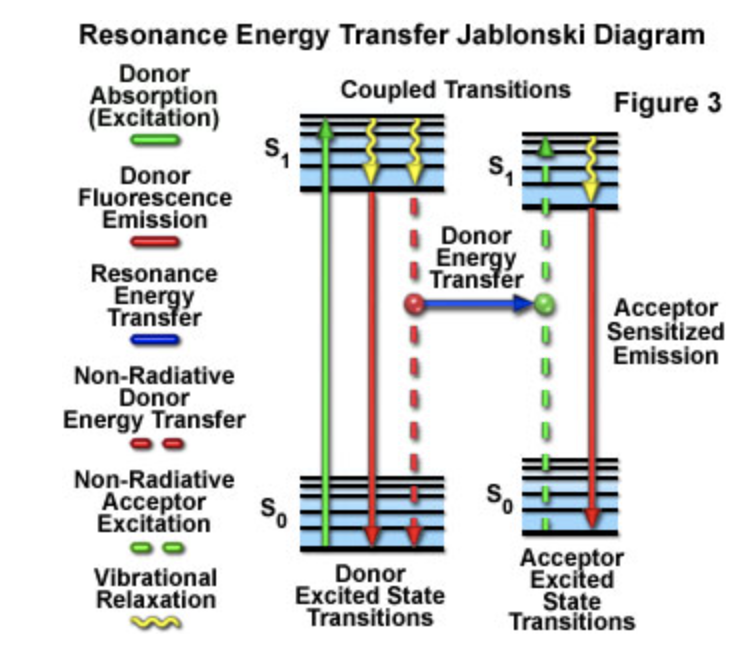 Resonance Energy Transfer Jablonski Diagram
Donor
Absorption
(Excitation)
Donor
Fluorescence
Emission
Resonance
Energy
Transfer
Non-Radiative
Donor
Energy Transfer
Non-Radiative
Acceptor
Excitation
Vibrational
Relaxation
Coupled Transitions
Figure 3
S1
S1
Donor
Energy
Transfer
Acceptor
Sensitized
Emission
S0
S0
Donor
Excited State
Transitions
Acceptor
Excited
State
Transitions